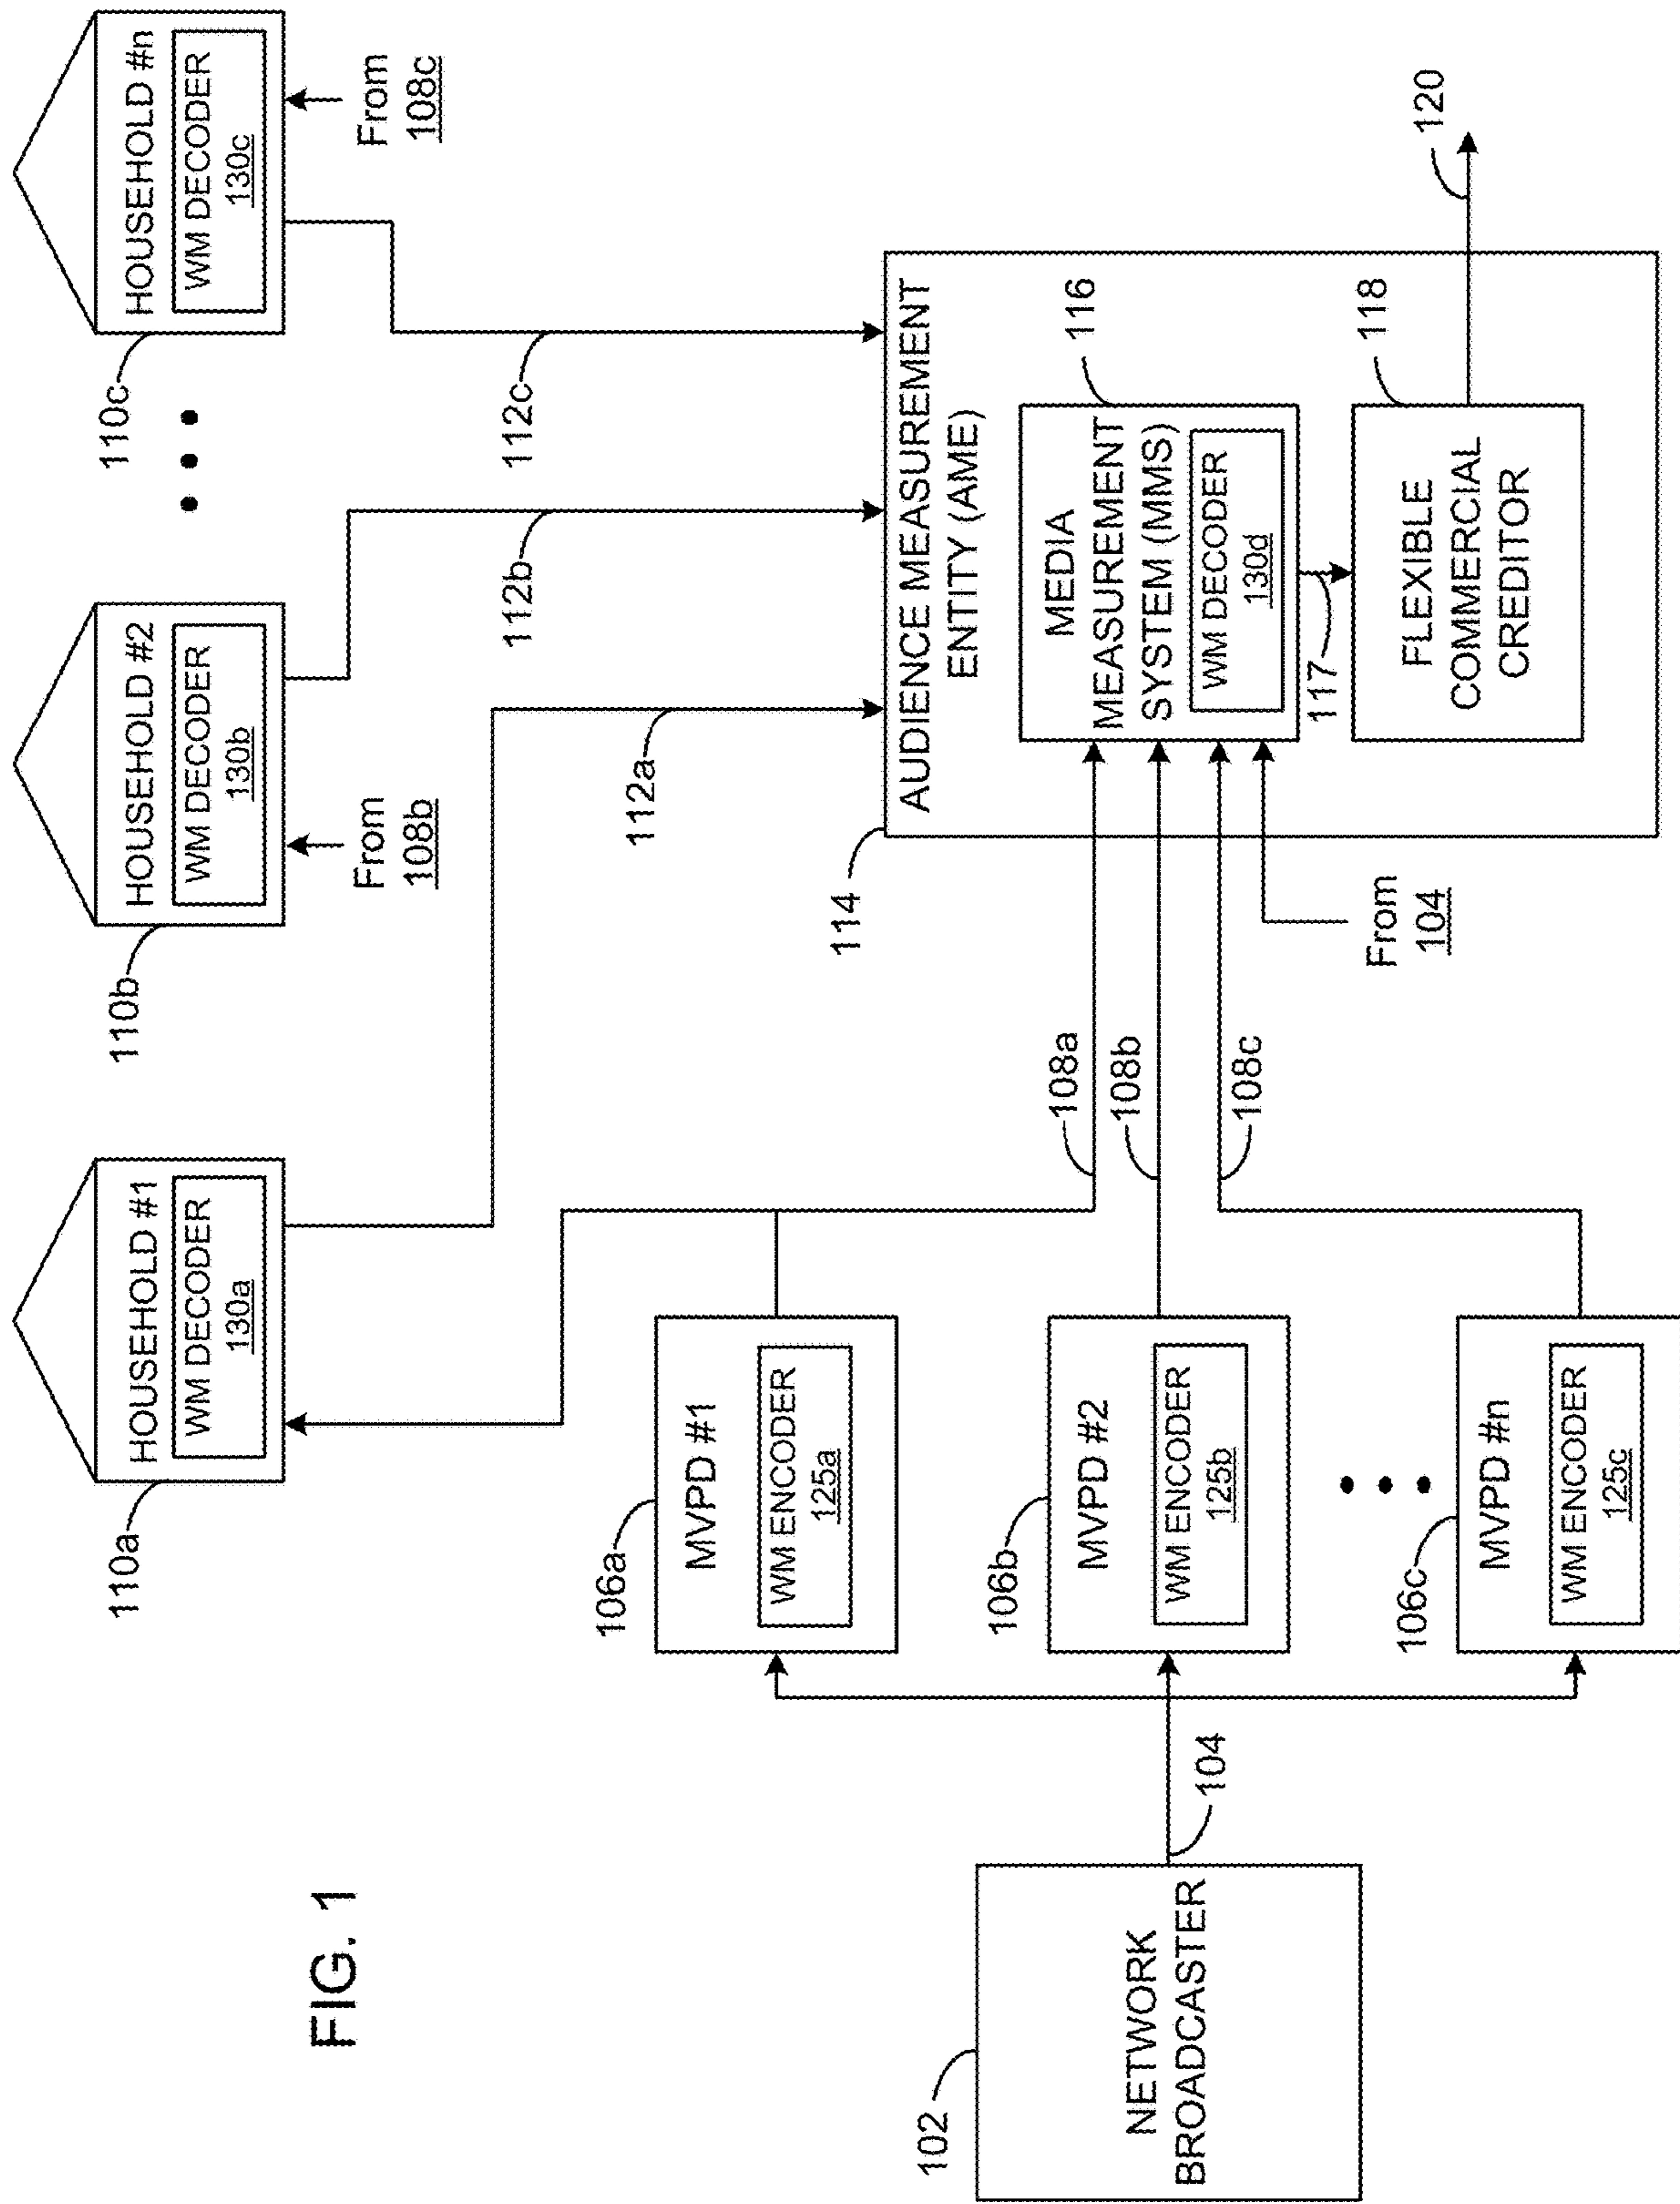 FIG. 1
110a
HOUSEHOLD #1
WM DECODER
130a
110b
HOUSEHOLD #2
WM DECODER
130b
From
108b
110c
HOUSEHOLD #n
WM DECODER
130c
From
108c
112a
112b
112c
102
NETWORK
BROADCASTER
104
106a
MVPD #1
WM ENCODER
125a
106b
MVPD #2
WM ENCODER
125b
106c
MVPD #n
WM ENCODER
125c
108a
108b
108c
From
104
114
AUDIENCE MEASUREMENT
ENTITY (AME)
116
MEDIA
MEASUREMENT
SYSTEM (MMS)
WM DECODER
130d
117
118
FLEXIBLE
COMMERCIAL
CREDITOR
120